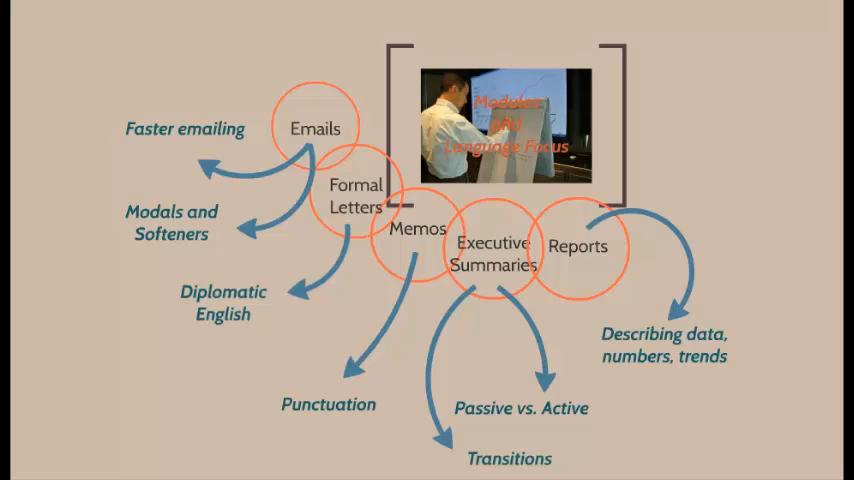 Modules
and
Language Focus
Emails
Faster emailing
Formal
Letters
Modals and
Softeners
Memos
Executive
Summaries
Reports
Diplomatic
English
Describing data,
numbers, trends
Punctuation
Passive vs. Active
Transitions